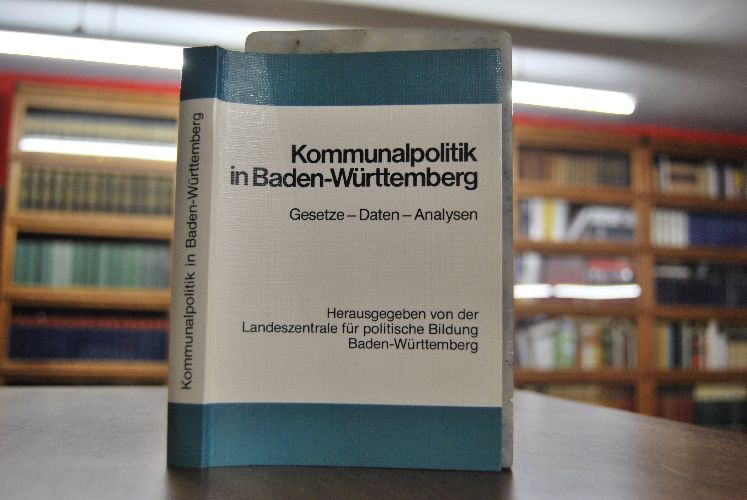 Kommunalpolitik
in Baden-Württemberg
Gesetze – Daten – Analysen
Herausgegeben von der
Landeszentrale für politische Bildung
Baden-Württemberg
Kommunalpolitik in Baden-Württemberg